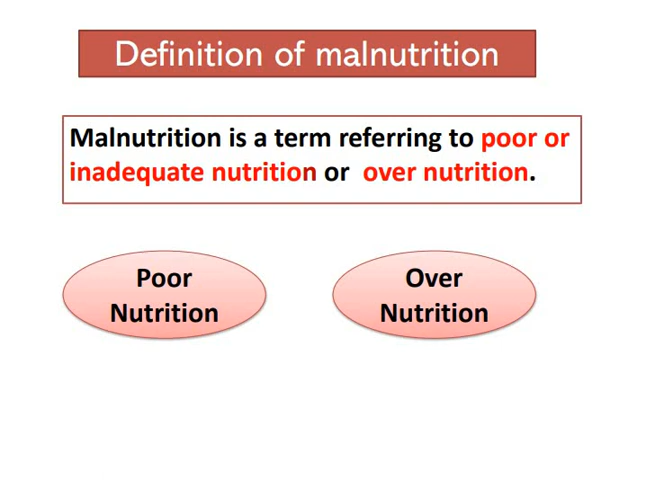 Definition of malnutrition
Malnutrition is a term referring to poor or
inadequate nutrition or over nutrition.
Poor
Nutrition
Over
Nutrition